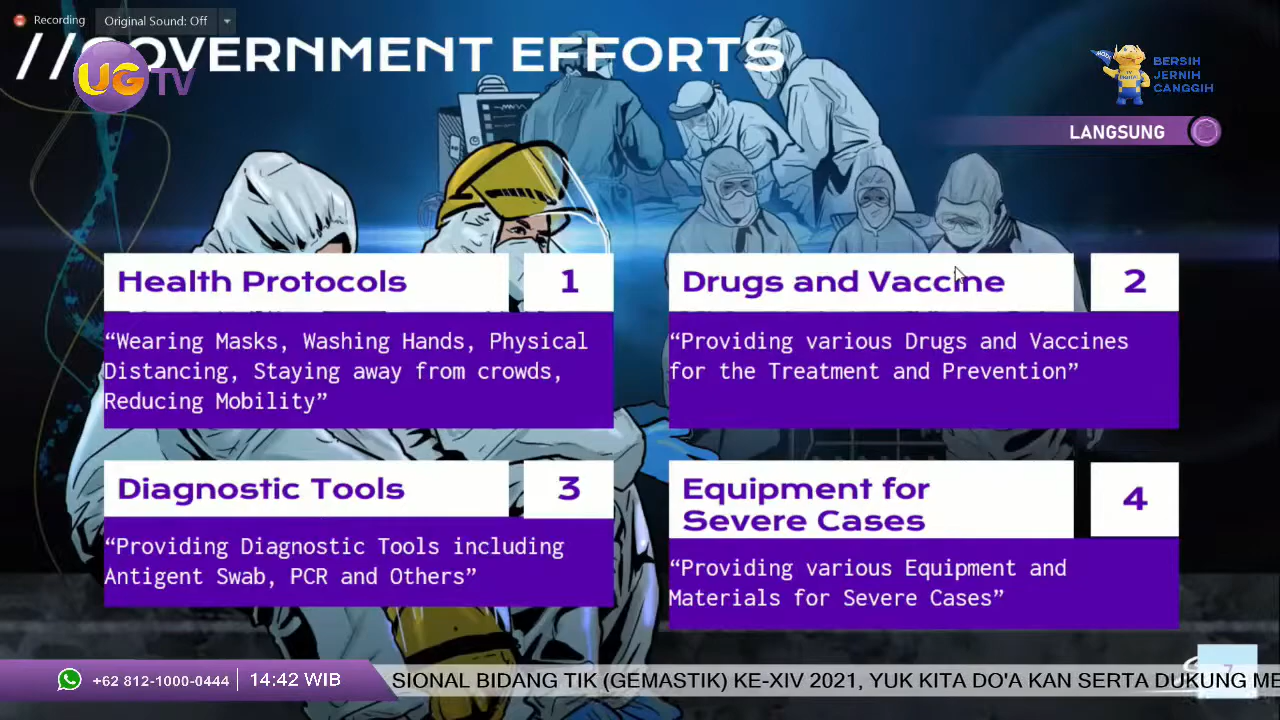 Recording
Original Sound: Off
//GOVERNMENT EFFORTS
UGTV
BERSIH
JERNIH
CANGGIH
LANGSUNG
Health Protocols 1
“Wearing Masks, Washing Hands, Physical
Distancing, Staying away from crowds,
Reducing Mobility”
Drugs and Vaccine 2
“Providing various Drugs and Vaccines
for the Treatment and Prevention”
Diagnostic Tools 3
“Providing Diagnostic Tools including
Antigent Swab, PCR and Others”
Equipment for
Severe Cases
4
“Providing various Equipment and
Materials for Severe Cases”
7
+62 812-1000-0444 14:42 WIB
SIONAL BIDANG TIK (GEMASTIK) KE-XIV 2021, YUK KITA DO'A KAN SERTA DUKUNG ME